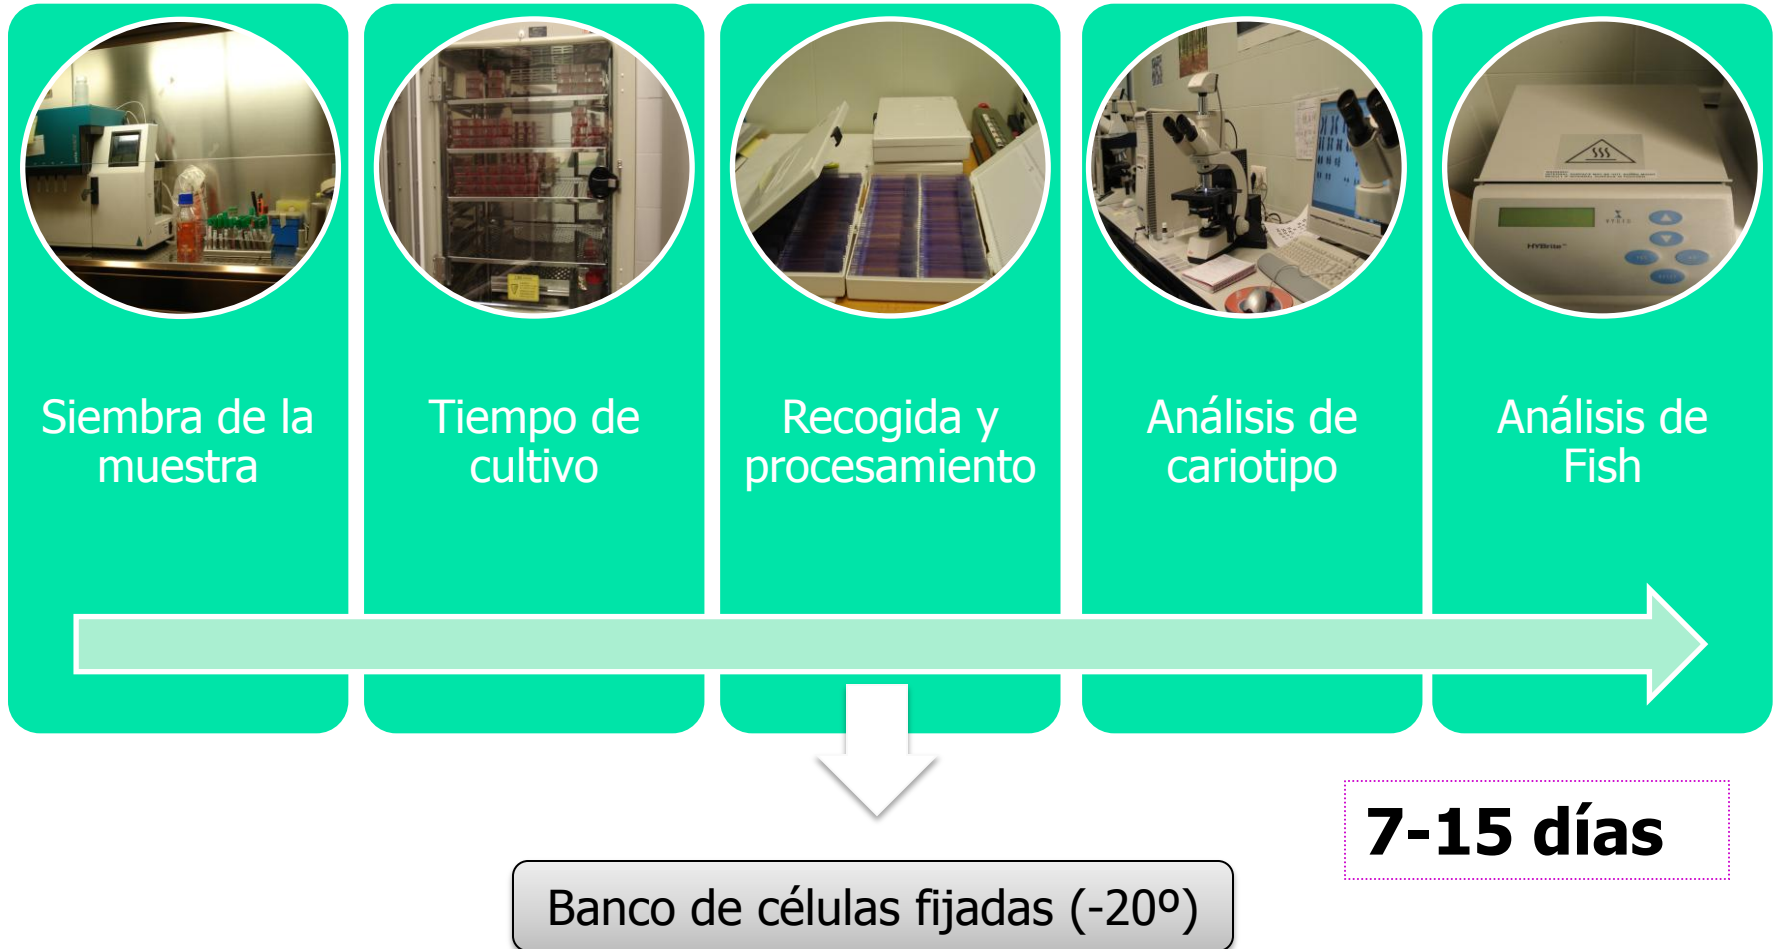 Siembra de la
muestra
Tiempo de
cultivo
Recogida y
procesamiento
Análisis de
cariotipo
Análisis de
Fish
HYBrite™
7-15 días
Banco de células fijadas (-20º)